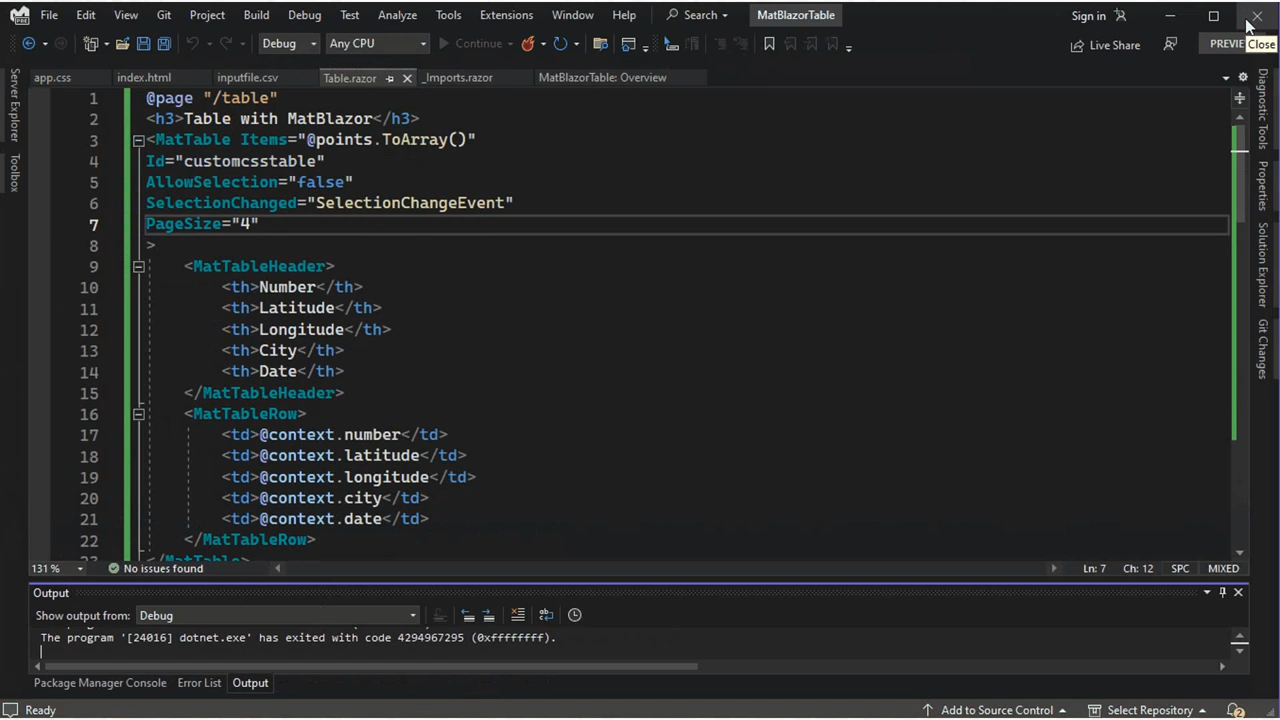 File Edit View Git Project Build Debug Test Analyze Tools Extensions Window Help Search MatBlazorTable Sign in
Debug Any CPU Continue Live Share PREVIE Close
app.css index.html inputfile.csv Table.razor _Imports.razor MatBlazorTable: Overview
1 @page "/table"
2 <h3>Table with MatBlazor</h3>
3 <MatTable Items="@points.ToArray()"
4 Id="customcsstable"
5 AllowSelection="false"
6 SelectionChanged="SelectionChangeEvent"
7 PageSize="4"
8 >
9 <MatTableHeader>
10 <th>Number</th>
11 <th>Latitude</th>
12 <th>Longitude</th>
13 <th>City</th>
14 <th>Date</th>
15 </MatTableHeader>
16 <MatTableRow>
17 <td>@context.number</td>
18 <td>@context.latitude</td>
19 <td>@context.longitude</td>
20 <td>@context.city</td>
21 <td>@context.date</td>
22 </MatTableRow>
23 </MatTable>
Server Explorer
Toolbox
Diagnostic Tools
Properties
Solution Explorer
Git Changes
131 % No issues found Ln: 7 Ch: 12 SPC MIXED
Output
Show output from: Debug
The program '[24016] dotnet.exe' has exited with code 4294967295 (0xffffffff).
Package Manager Console Error List Output
Ready Add to Source Control Select Repository 2